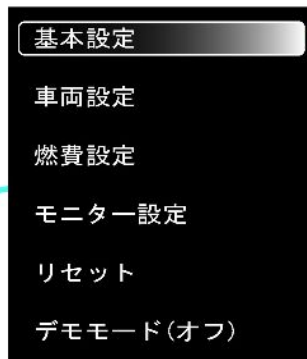 基本設定
車両設定
燃費設定
モニター設定
リセット
デモモード(オフ)